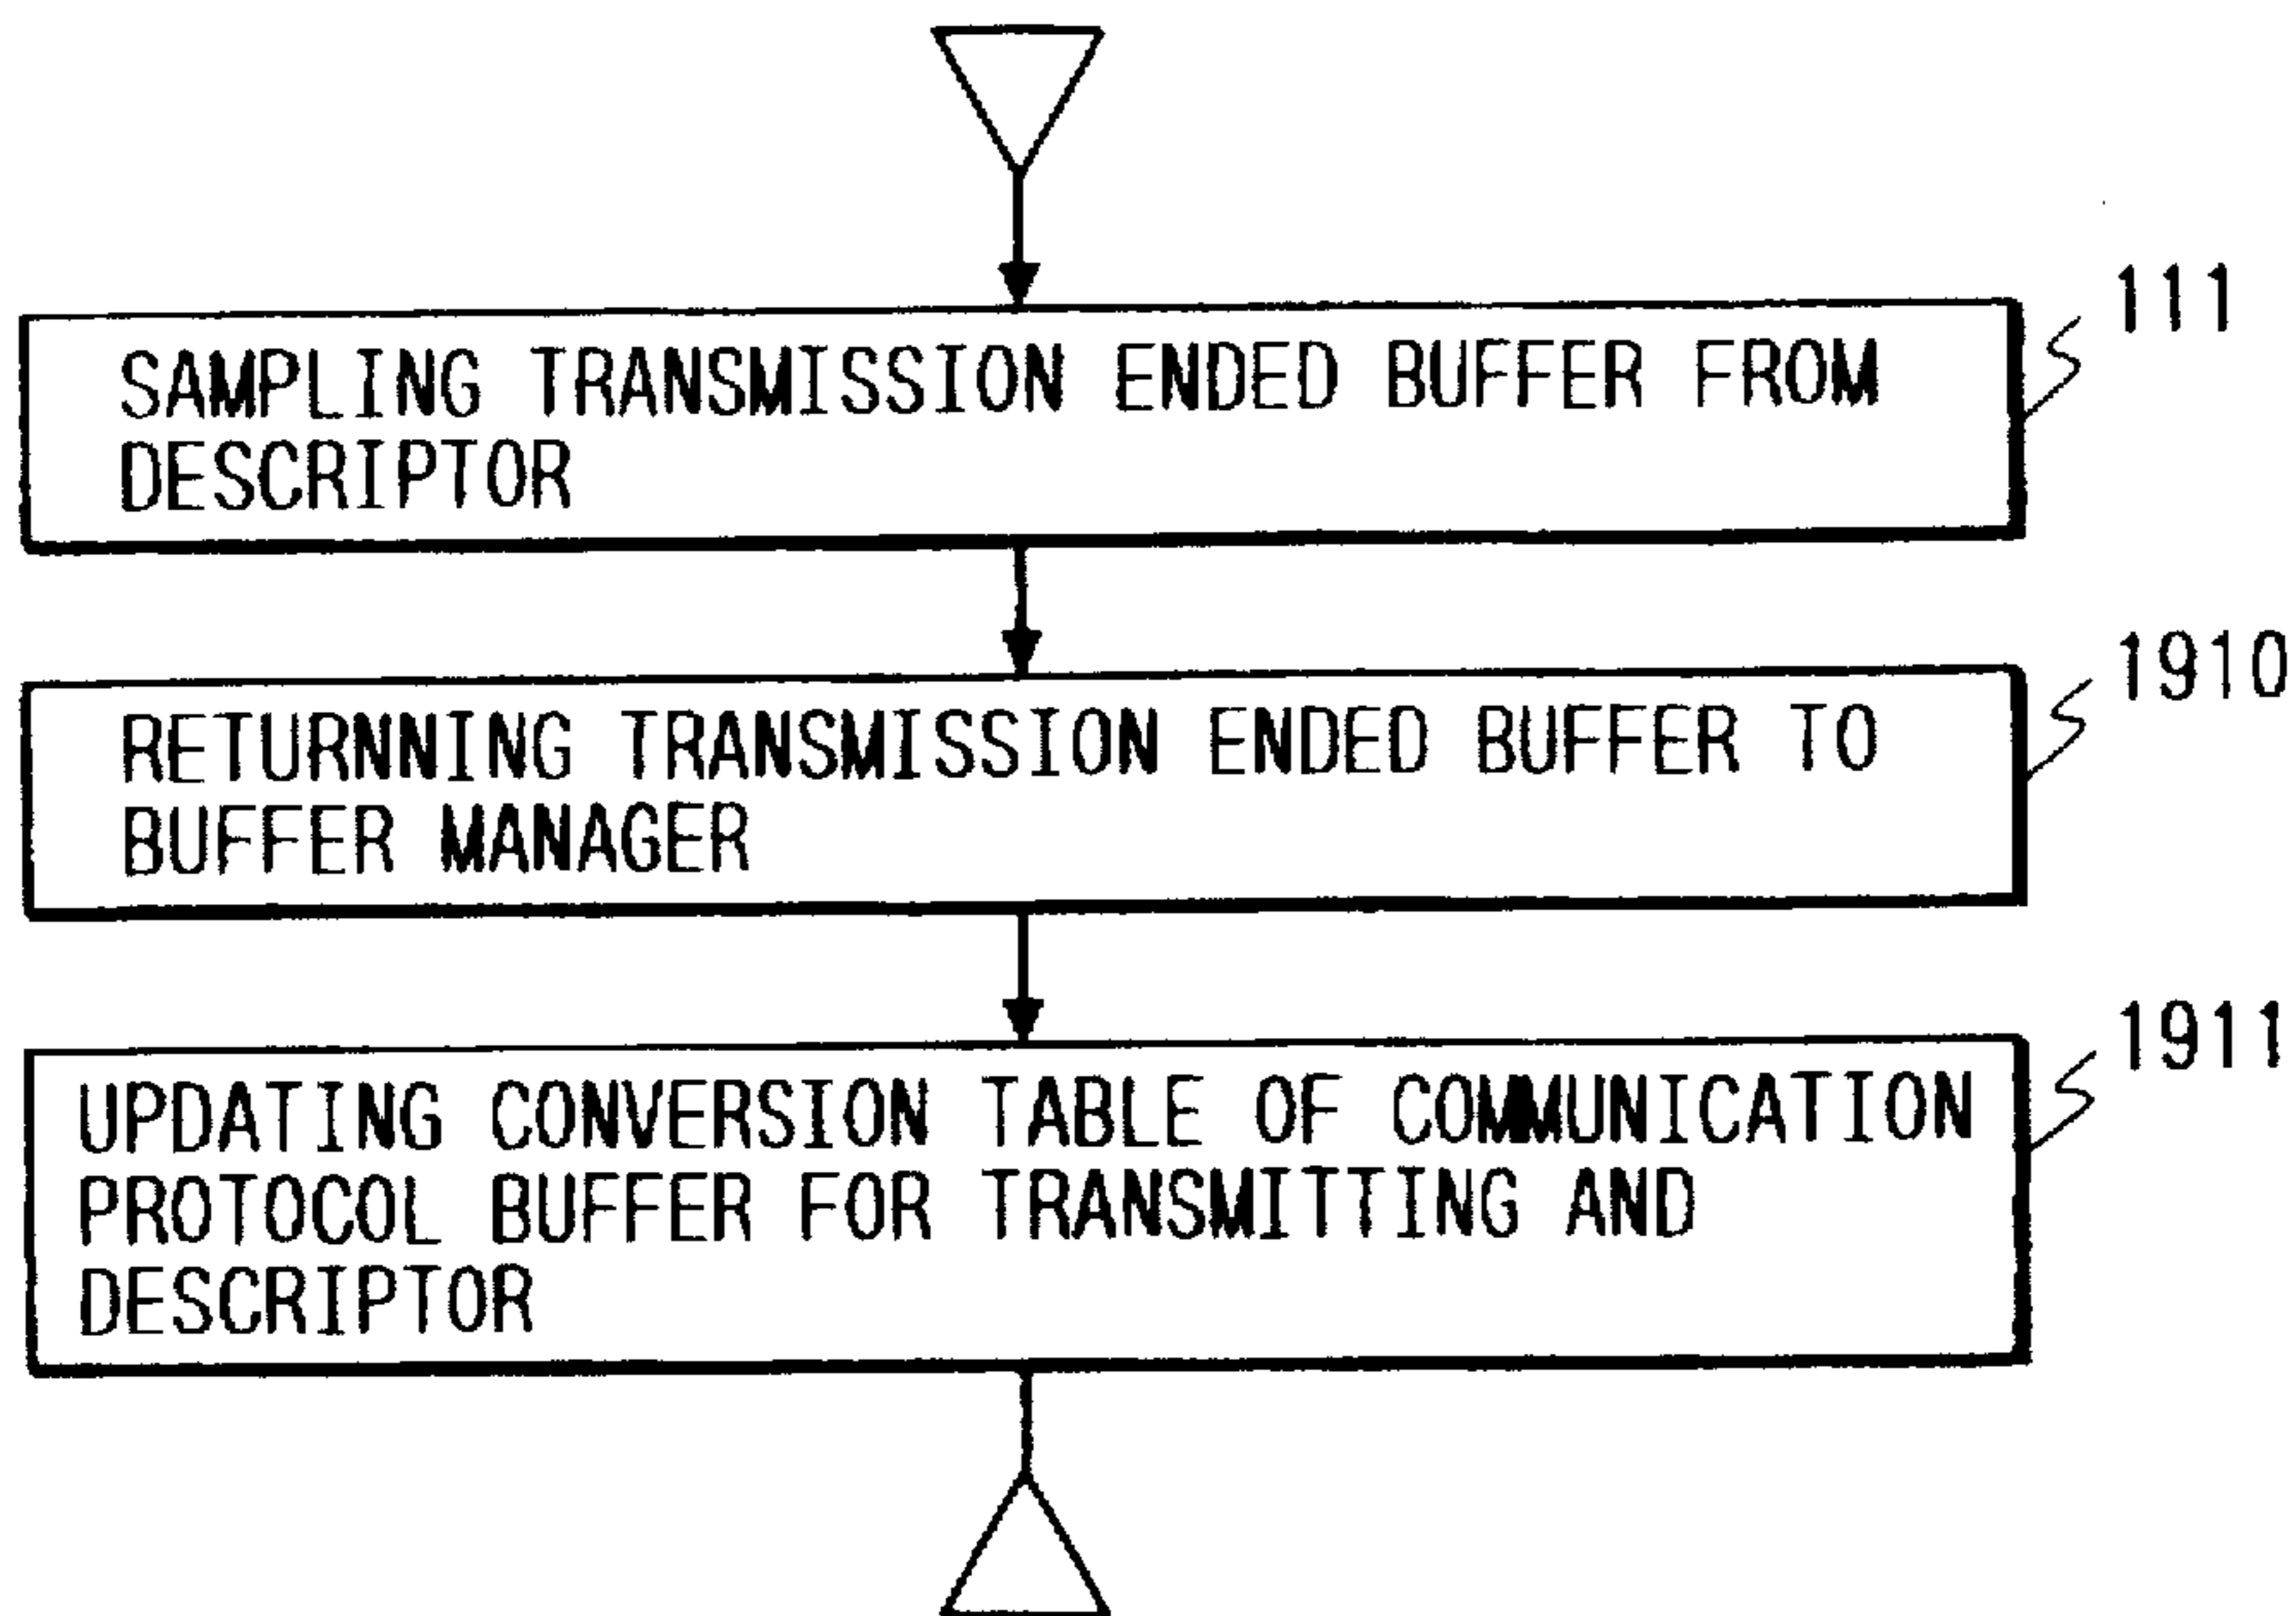 111
SAMPLING TRANSMISSION ENDED BUFFER FROM
DESCRIPTOR
1910
RETURNNING TRANSMISSION ENDED BUFFER TO
BUFFER MANAGER
1911
UPDATING CONVERSION TABLE OF COMMUNICATION
PROTOCOL BUFFER FOR TRANSMITTING AND
DESCRIPTOR